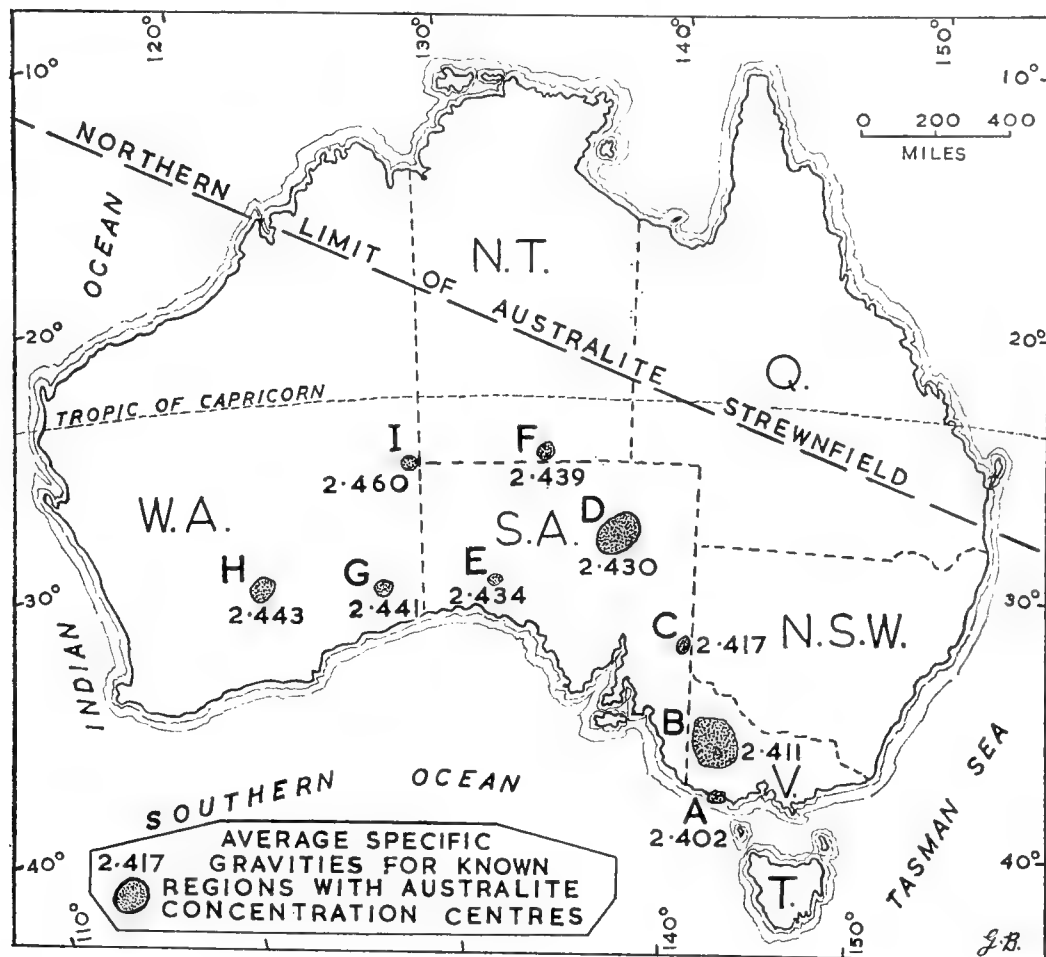 120°
130°
140°
150°
10°
10°
0 200 400
MILES
NORTHERN LIMIT OF AUSTRALITE STREWNFIELD
INDIAN OCEAN
N.T.
20°
20°
Q.
TROPIC OF CAPRICORN
I
2·460
F
2·439
W.A.
S.A.
D
2·430
H
2·443
G
2·441
E
2·434
30°
30°
C
2·417
N.S.W.
B
2·411
V.
A
2·402
SOUTHERN OCEAN
TASMAN SEA
AVERAGE SPECIFIC
2·417 GRAVITIES FOR KNOWN
REGIONS WITH AUSTRALITE
CONCENTRATION CENTRES
40°
40°
T.
110°
140°
150°
G.B.